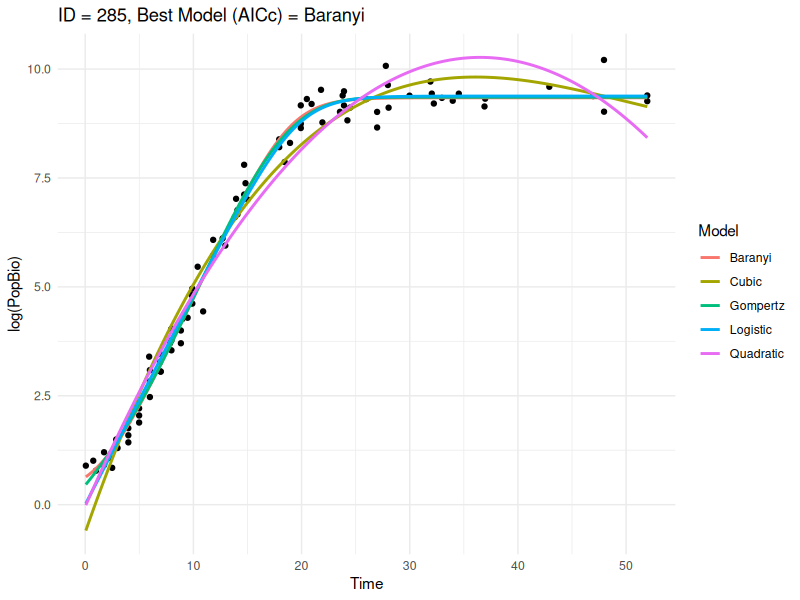 ID = 285, Best Model (AICc) = Baranyi
10.0
7.5
5.0
2.5
0.0
log(PopBio)
0 10 20 30 40 50
Time
Model
Baranyi
Cubic
Gompertz
Logistic
Quadratic